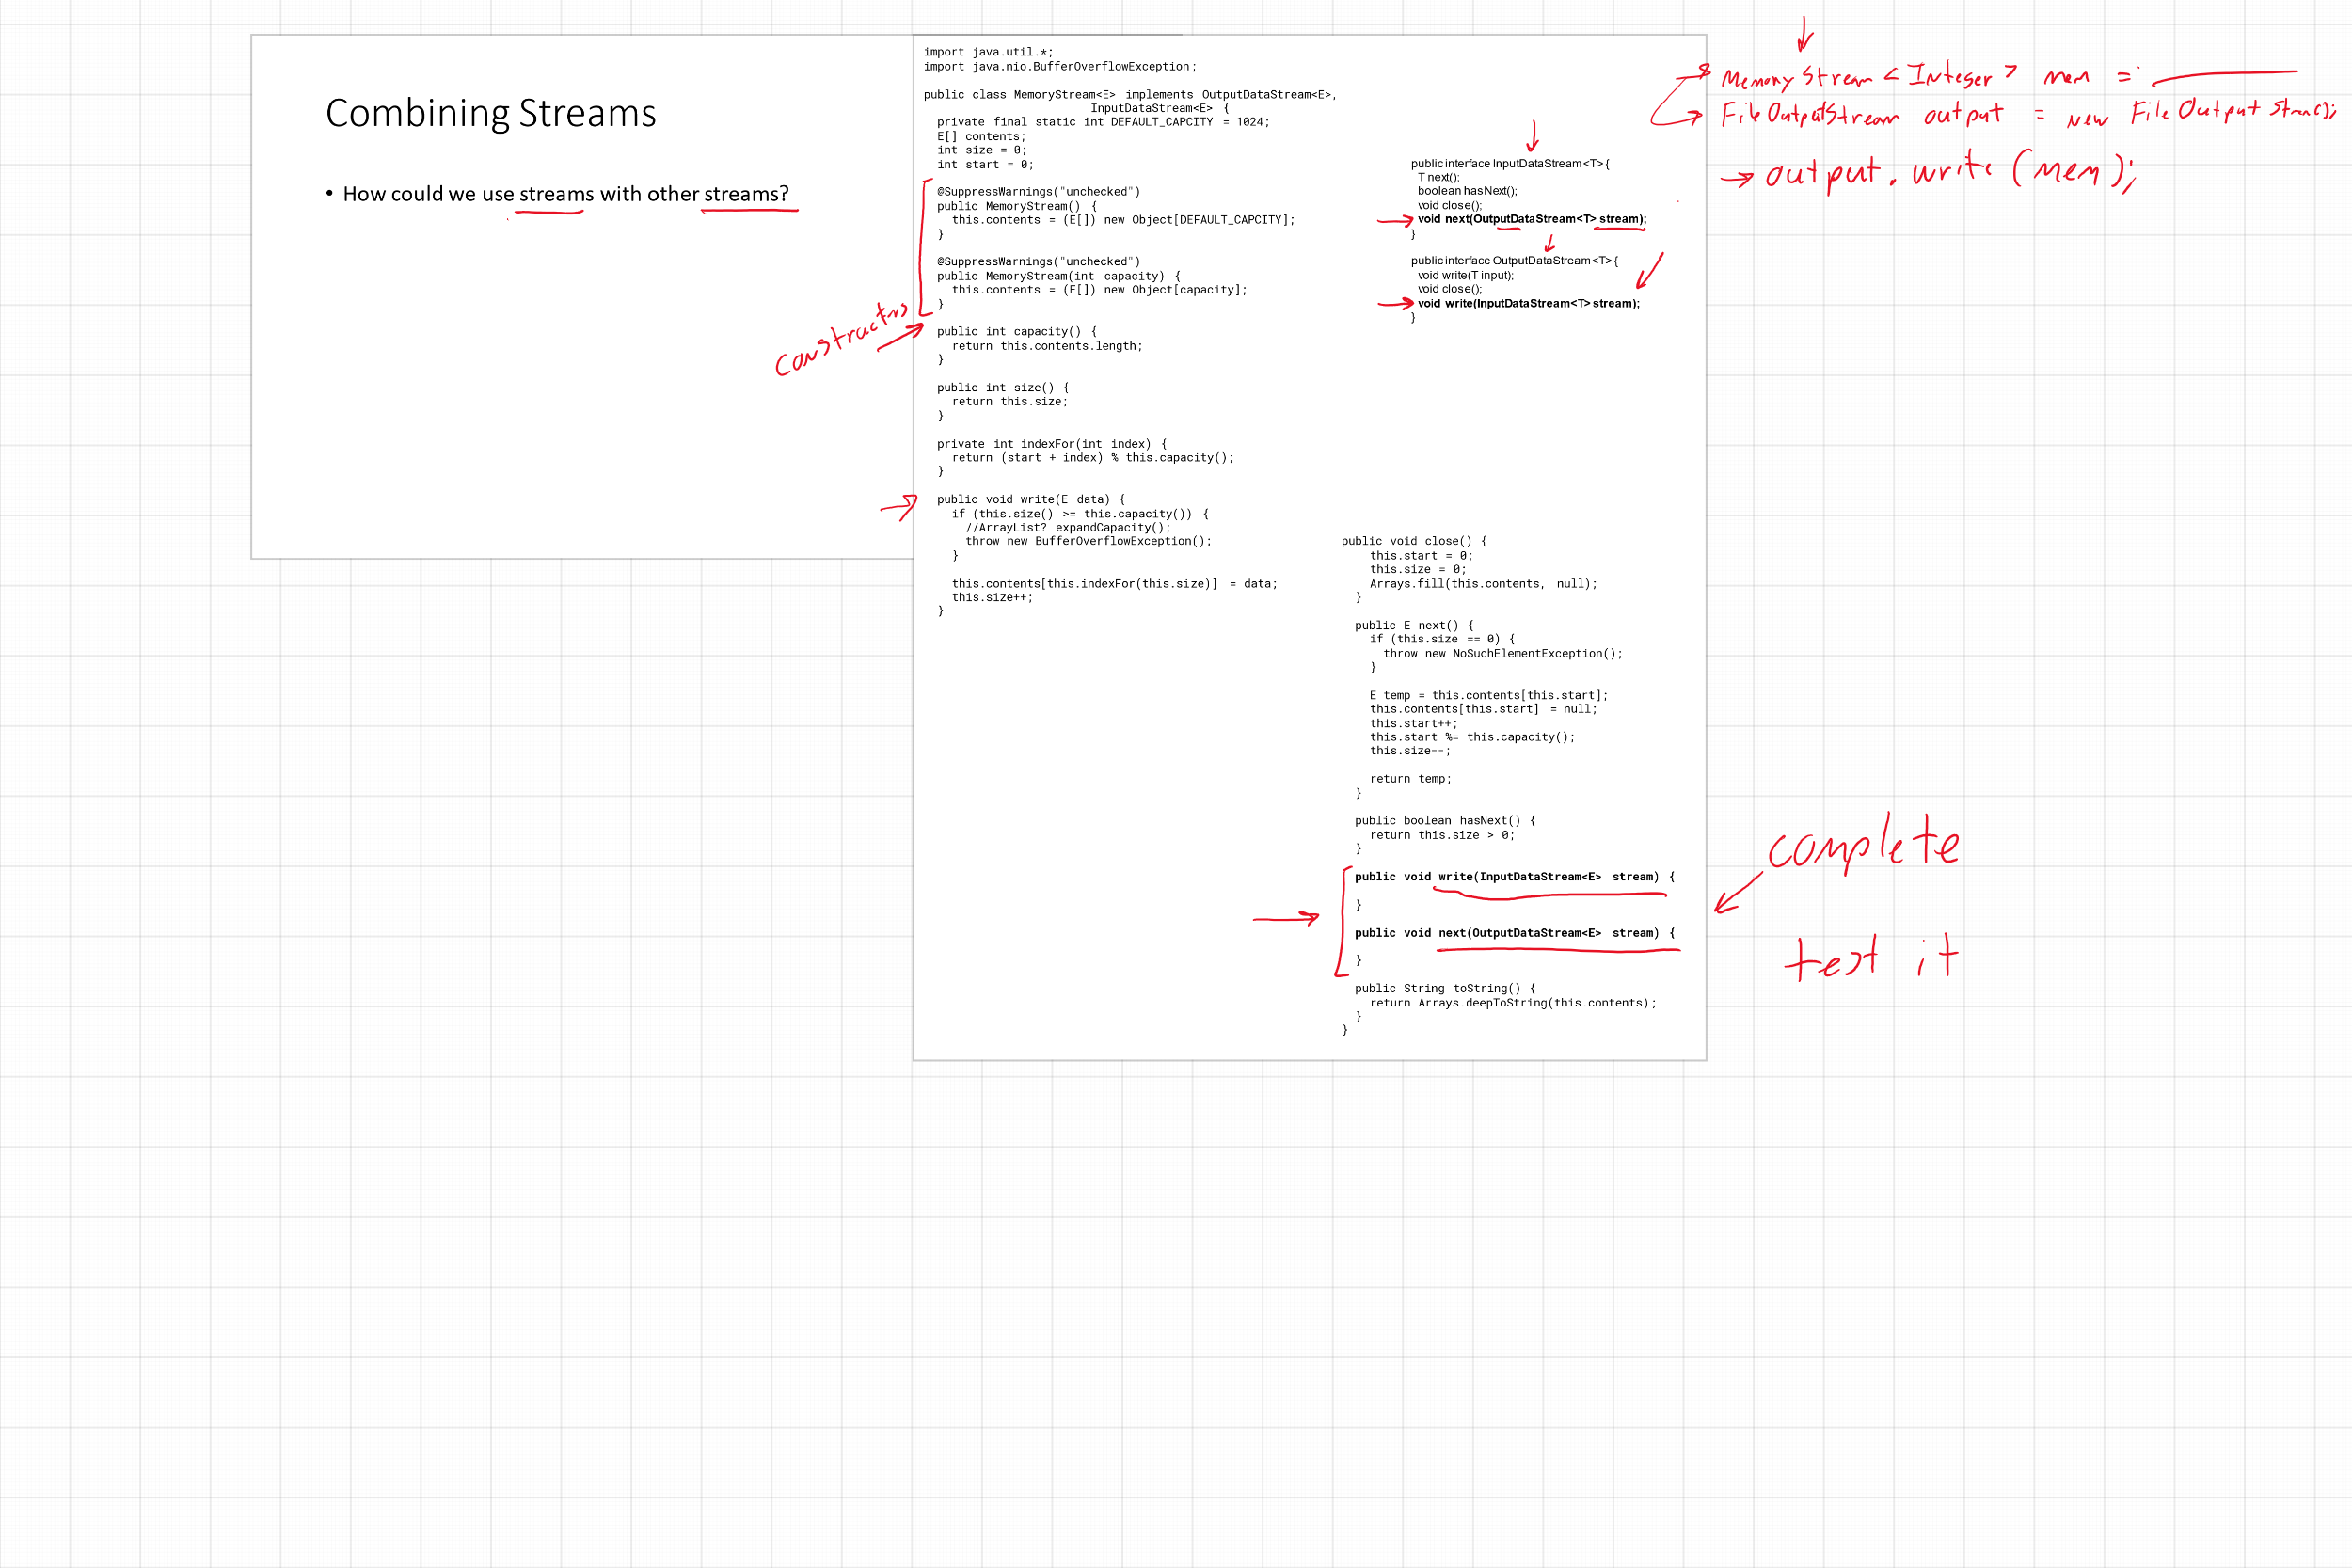 Combining Streams
• How could we use streams with other streams?
import java.util.*;
import java.nio.BufferOverflowException;
public class MemoryStream<E> implements OutputDataStream<E>,
InputDataStream<E> {
private final static int DEFAULT_CAPCITY = 1024;
E[] contents;
int size = 0;
int start = 0;
@SuppressWarnings("unchecked")
public MemoryStream() {
this.contents = (E[]) new Object[DEFAULT_CAPCITY];
}
@SuppressWarnings("unchecked")
public MemoryStream(int capacity) {
this.contents = (E[]) new Object[capacity];
}
constructors
public int capacity() {
return this.contents.length;
}
public int size() {
return this.size;
}
private int indexFor(int index) {
return (start + index) % this.capacity();
}
public void write(E data) {
if (this.size() >= this.capacity()) {
//ArrayList? expandCapacity();
throw new BufferOverflowException();
}
this.contents[this.indexFor(this.size)] = data;
this.size++;
}
public interface InputDataStream<T>{
T next();
boolean hasNext();
void close();
void next(OutputDataStream<T> stream);
}
public interface OutputDataStream<T>{
void write(T input);
void close();
void write(InputDataStream<T> stream);
}
Memory Stream < Integer > mem =
File OutputStream output = new File Output
output. write (mem);
public void close() {
this.start = 0;
this.size = 0;
Arrays.fill(this.contents, null);
}
public E next() {
if (this.size == 0) {
throw new NoSuchElementException();
}
E temp = this.contents[this.start];
this.contents[this.start] = null;
this.start++;
this.start %= this.capacity();
this.size--;
return temp;
}
public boolean hasNext() {
return this.size > 0;
}
public void write(InputDataStream<E> stream) {
}
public void next(OutputDataStream<E> stream) {
}
public String toString() {
return Arrays.deepToString(this.contents);
}
}
complete
test it